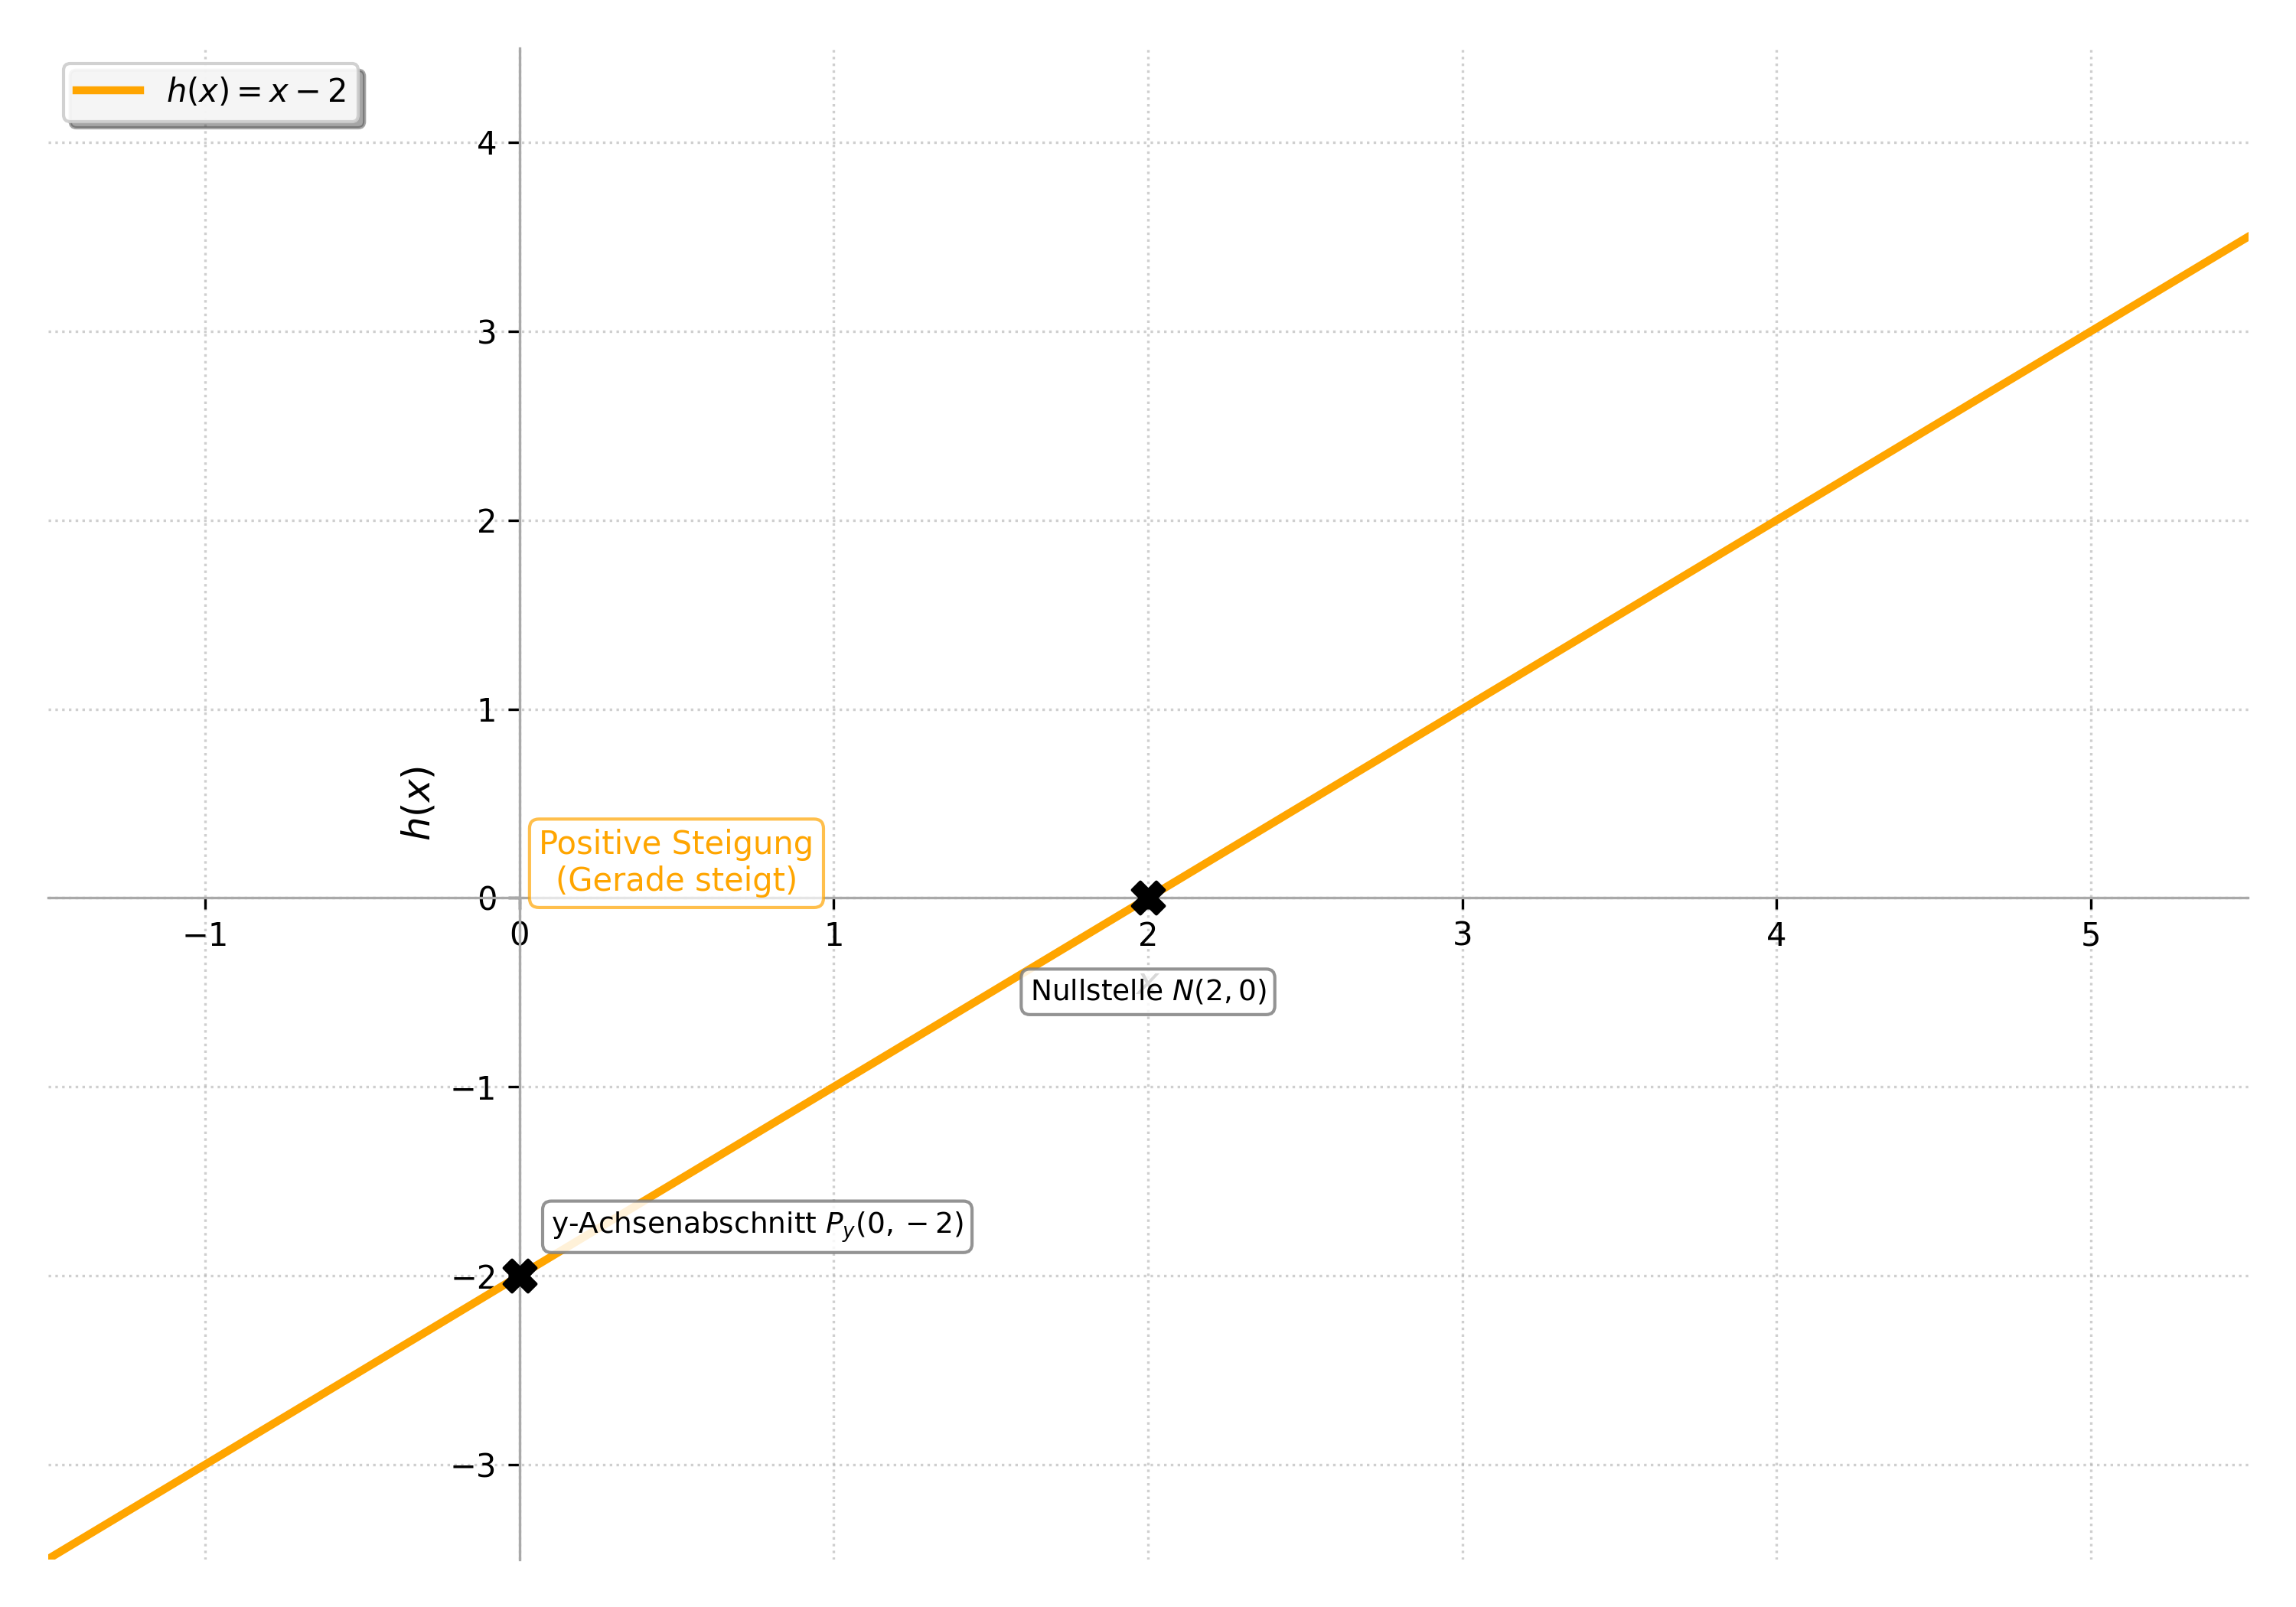 h(x) = x − 2
4
3
2
1
h(x)
Positive Steigung
(Gerade steigt)
0
−1
0
1
2
3
4
5
x
Nullstelle N(2, 0)
−1
y-Achsenabschnitt P_y(0, −2)
−2
−3